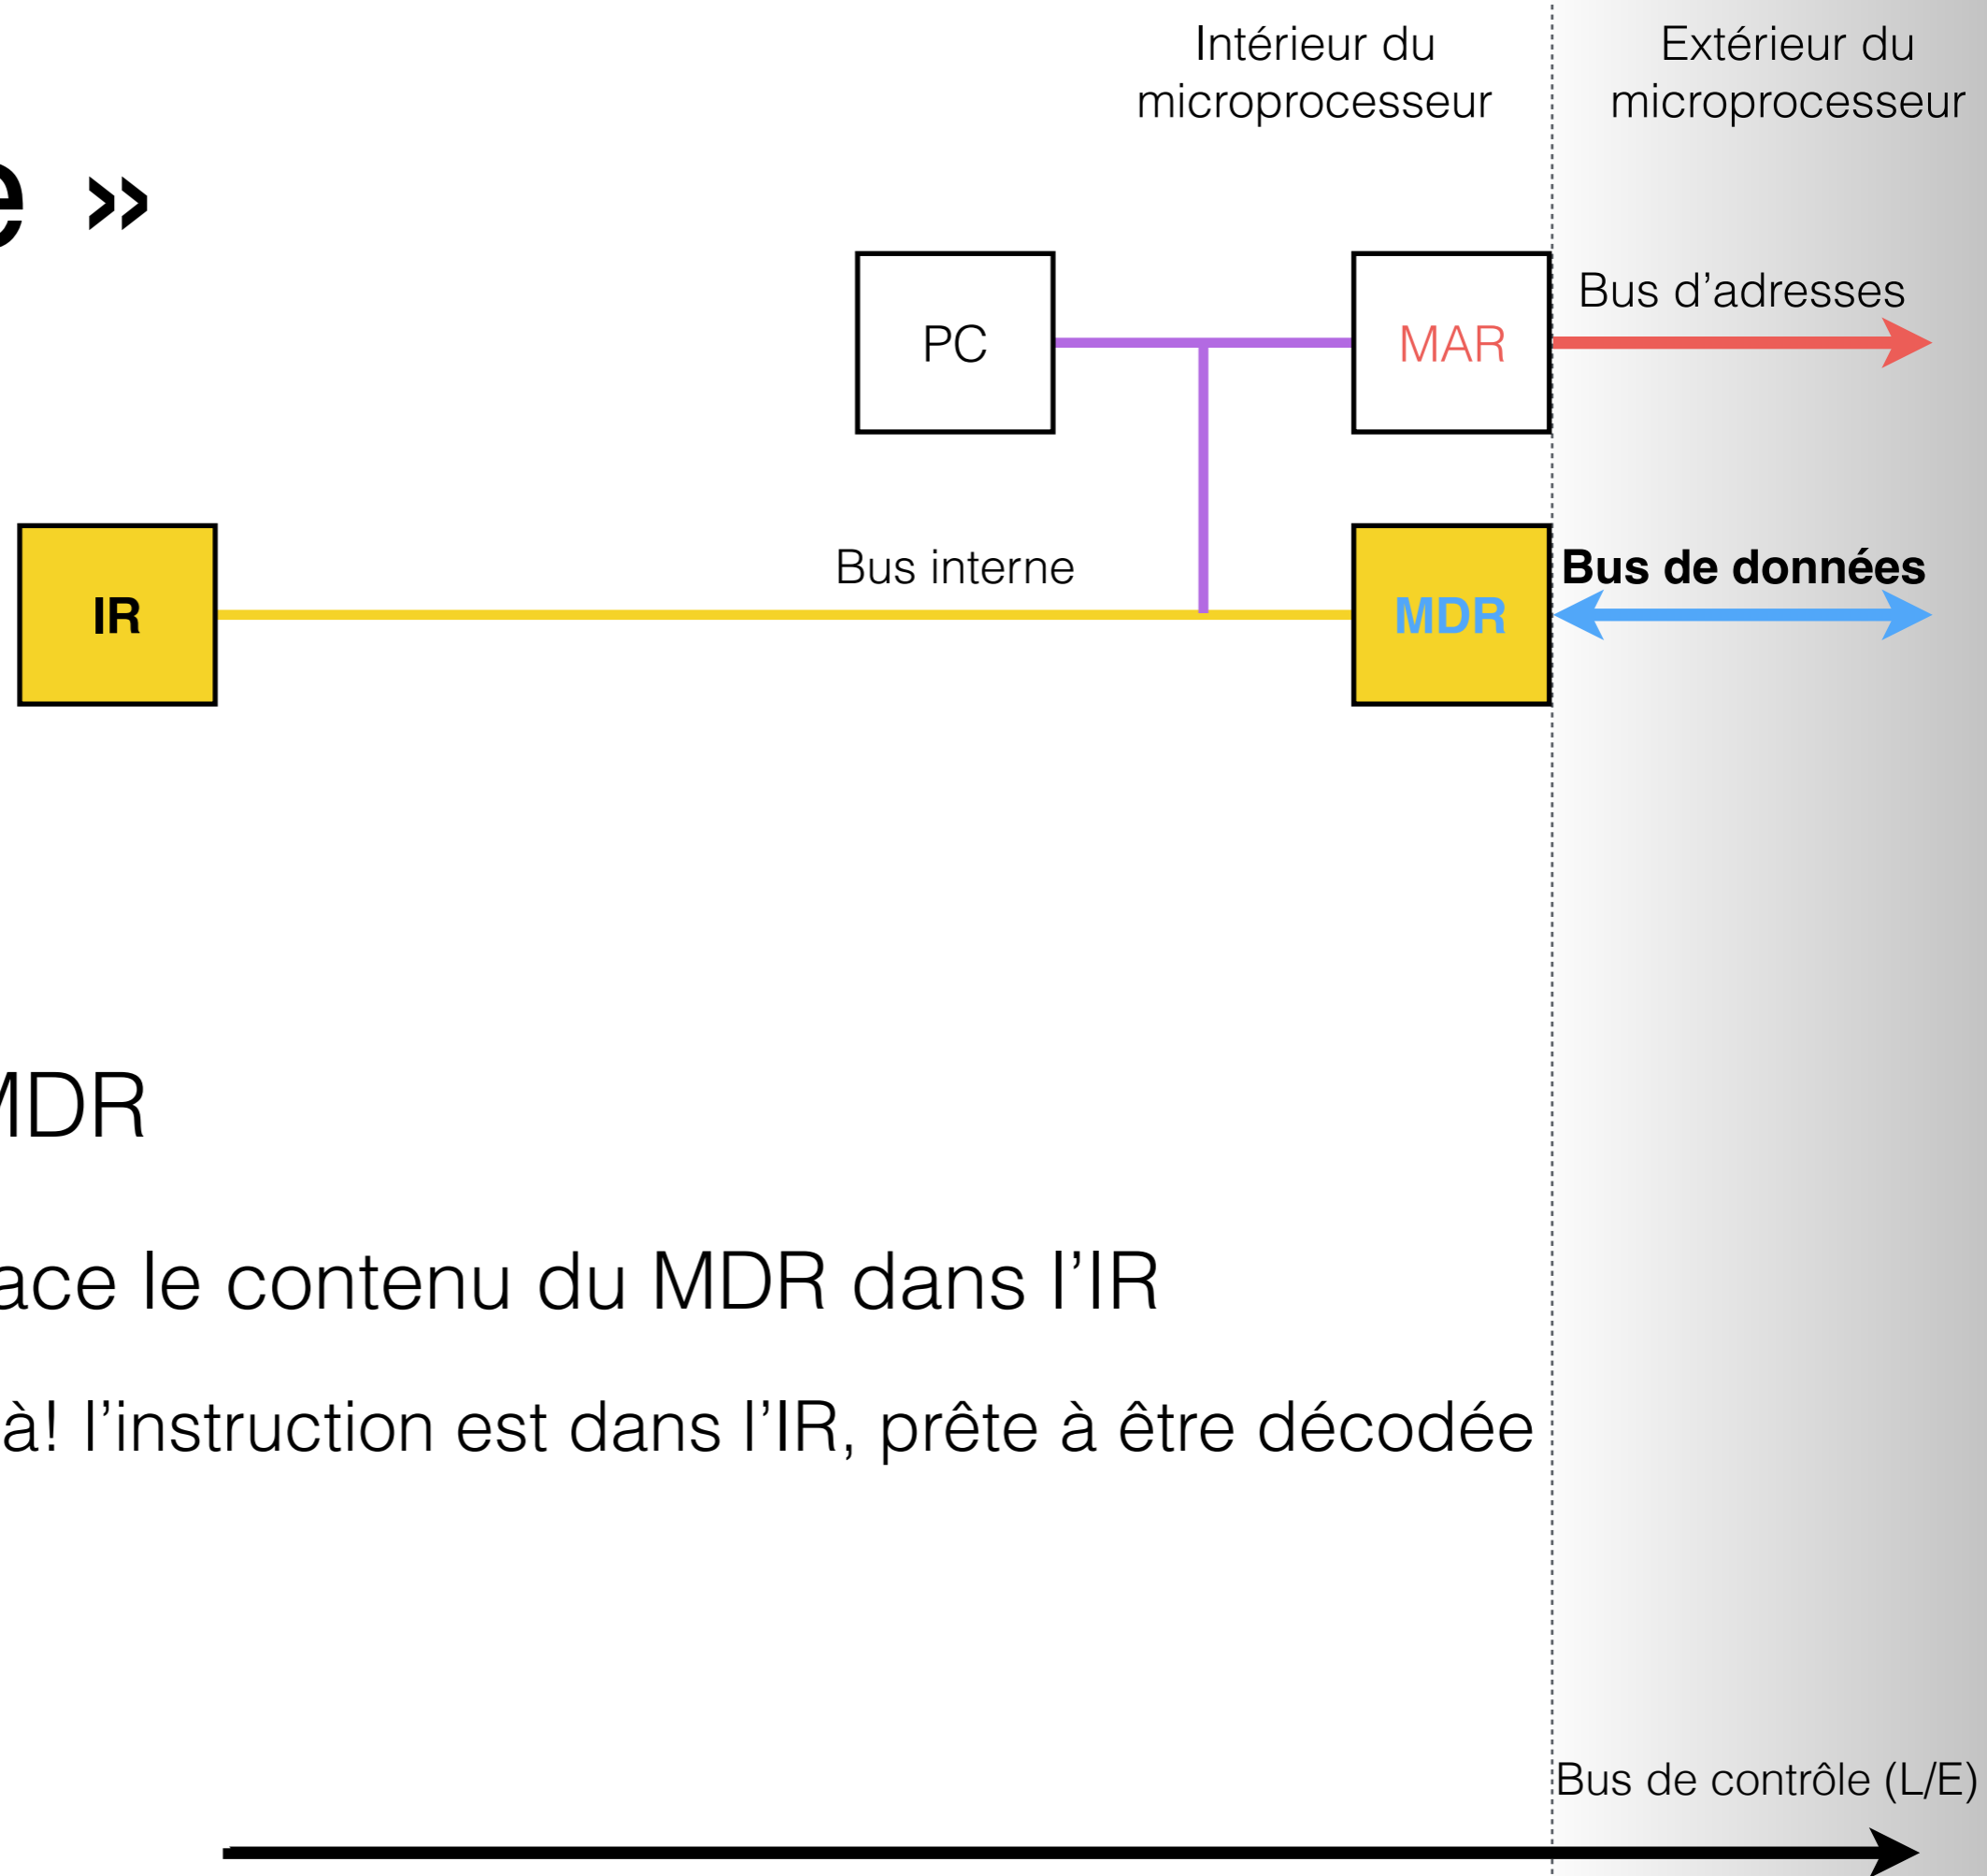 Intérieur du
microprocesseur
Extérieur du
microprocesseur
e »
PC
MAR
Bus d’adresses
IR
Bus interne
MDR
Bus de données
MDR
ace le contenu du MDR dans l’IR
à! l’instruction est dans l’IR, prête à être décodée
Bus de contrôle (L/E)